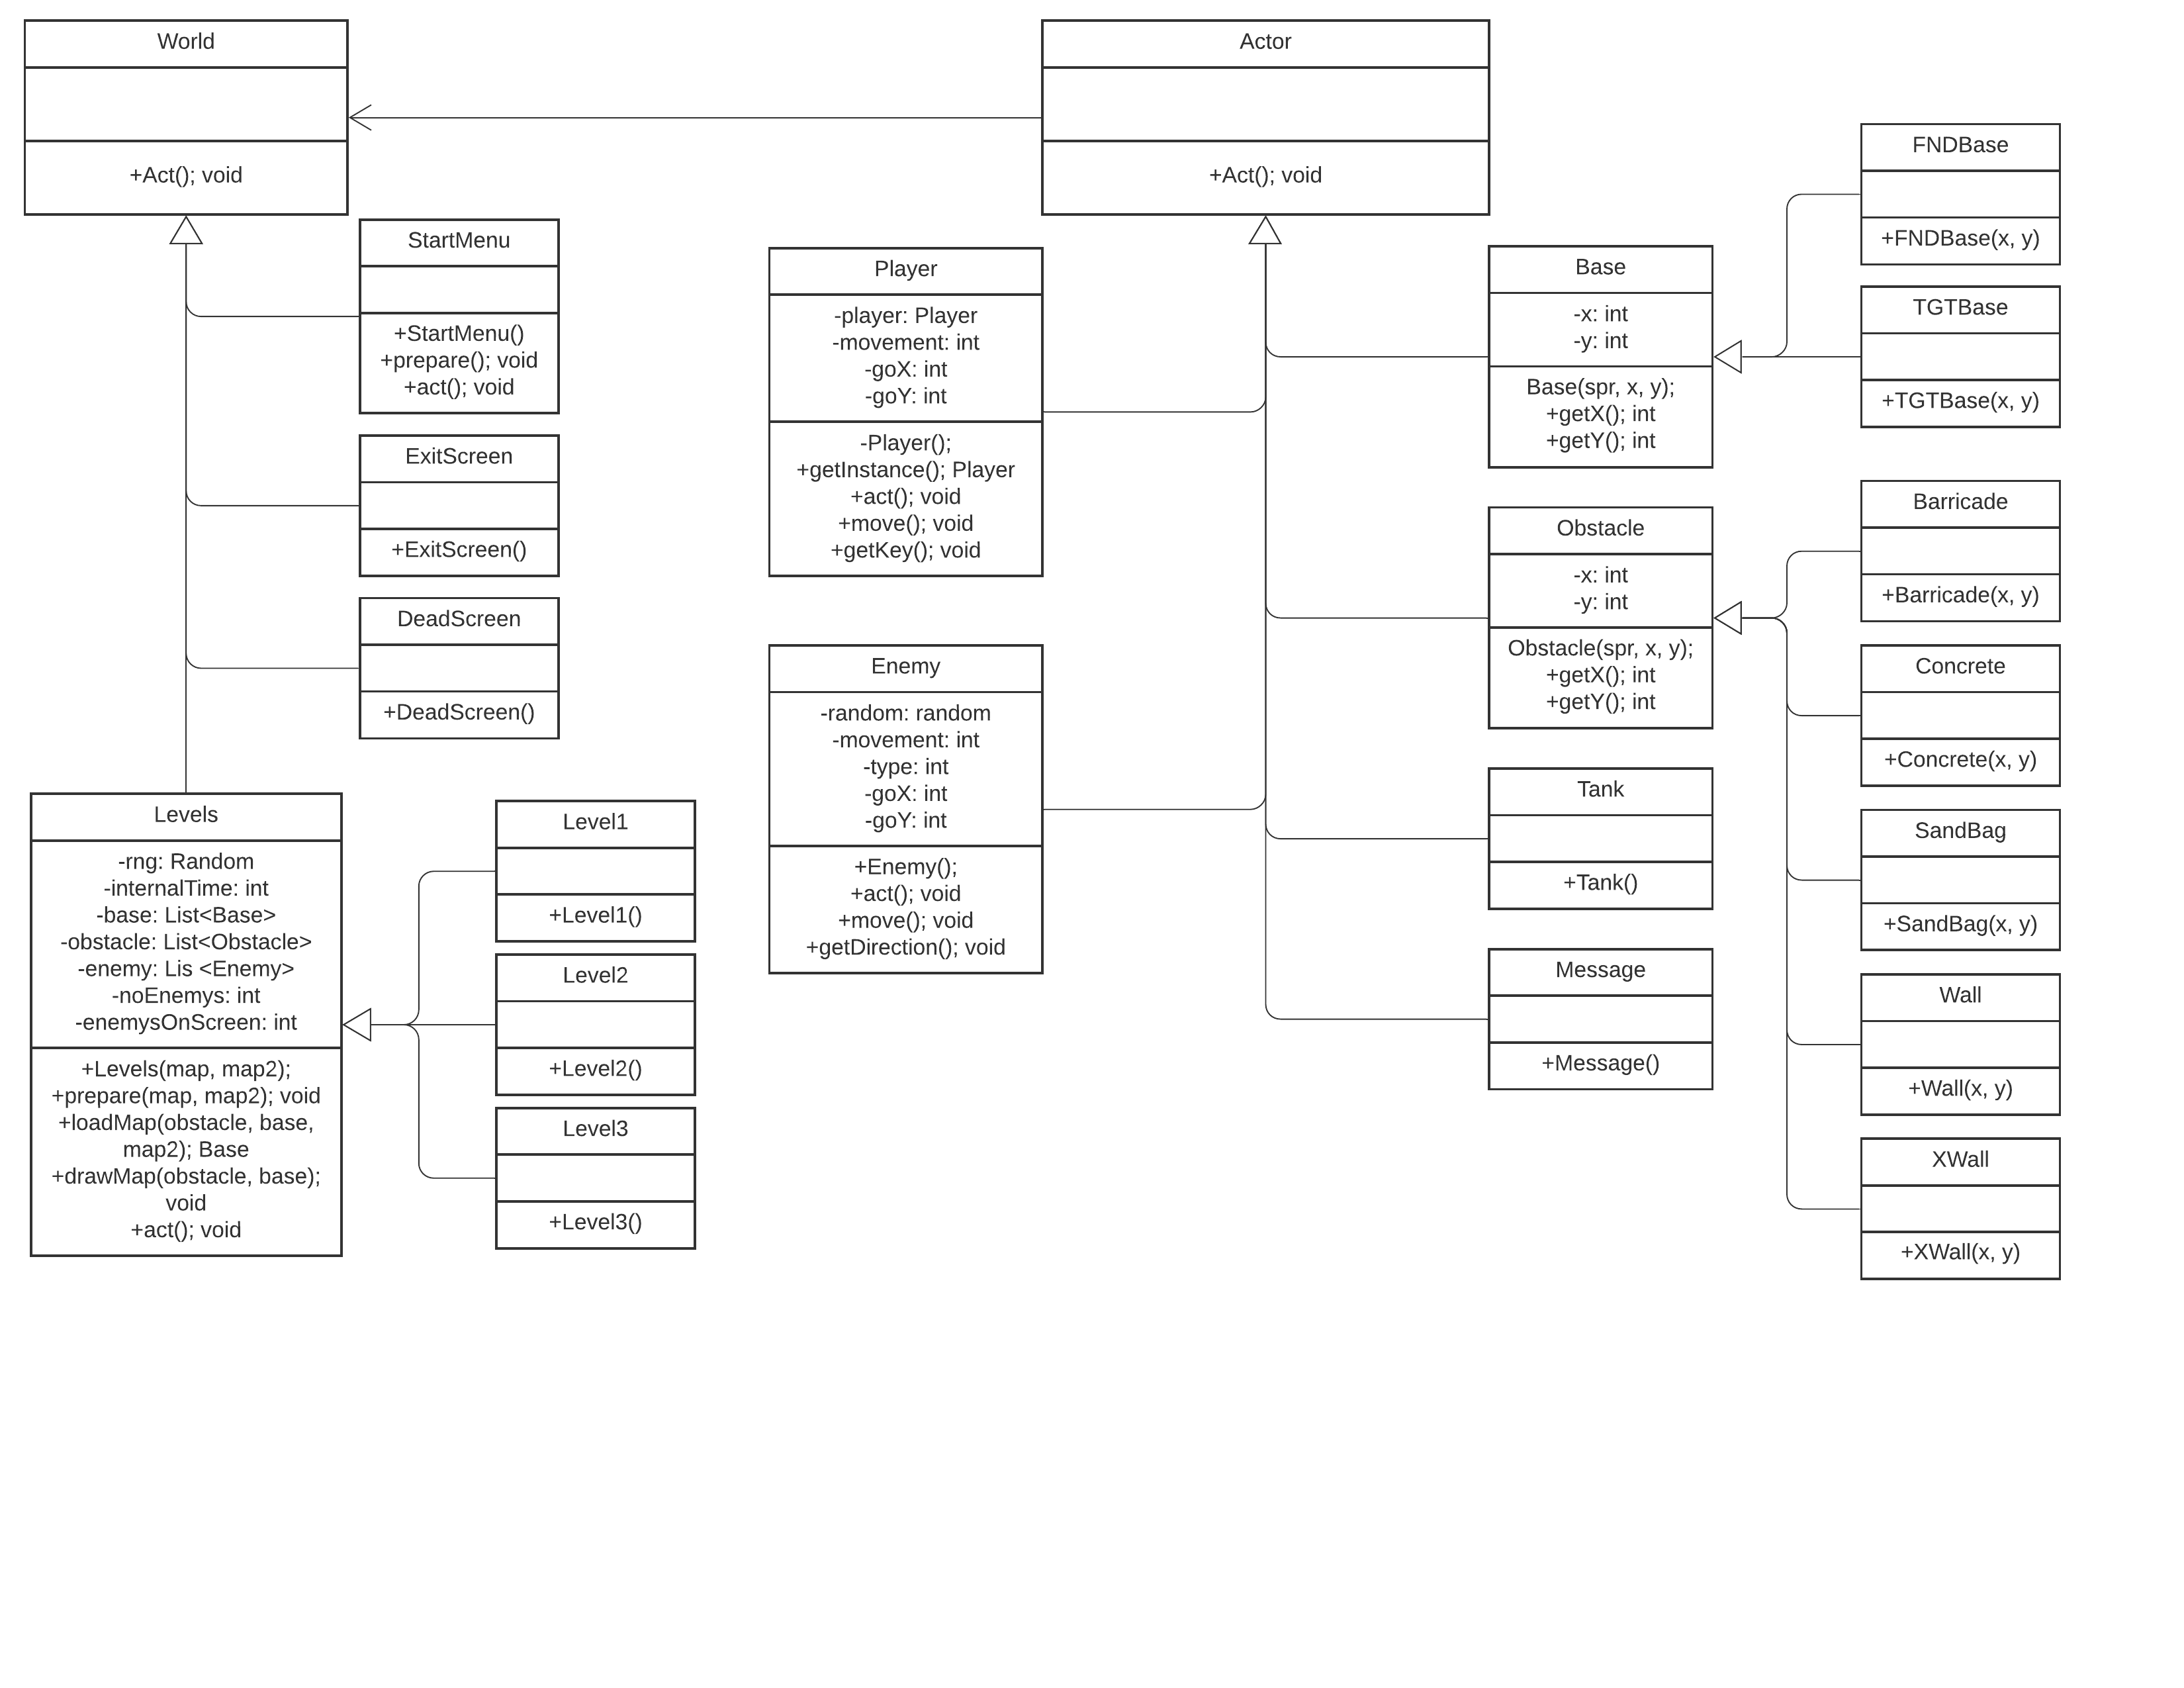 World
+Act(); void
Actor
+Act(); void
StartMenu
+StartMenu()
+prepare(); void
+act(); void
ExitScreen
+ExitScreen()
DeadScreen
+DeadScreen()
Levels
-rng: Random
-internalTime: int
-base: List<Base>
-obstacle: List<Obstacle>
-enemy: Lis <Enemy>
-noEnemys: int
-enemysOnScreen: int
+Levels(map, map2);
+prepare(map, map2); void
+loadMap(obstacle, base,
map2); Base
+drawMap(obstacle, base);
void
+act(); void
Level1
+Level1()
Level2
+Level2()
Level3
+Level3()
Player
-player: Player
-movement: int
-goX: int
-goY: int
-Player();
+getInstance(); Player
+act(); void
+move(); void
+getKey(); void
Enemy
-random: random
-movement: int
-type: int
-goX: int
-goY: int
+Enemy();
+act(); void
+move(); void
+getDirection(); void
Base
-x: int
-y: int
Base(spr, x, y);
+getX(); int
+getY(); int
Obstacle
-x: int
-y: int
Obstacle(spr, x, y);
+getX(); int
+getY(); int
Tank
+Tank()
Message
+Message()
FNDBase
+FNDBase(x, y)
TGTBase
+TGTBase(x, y)
Barricade
+Barricade(x, y)
Concrete
+Concrete(x, y)
SandBag
+SandBag(x, y)
Wall
+Wall(x, y)
XWall
+XWall(x, y)